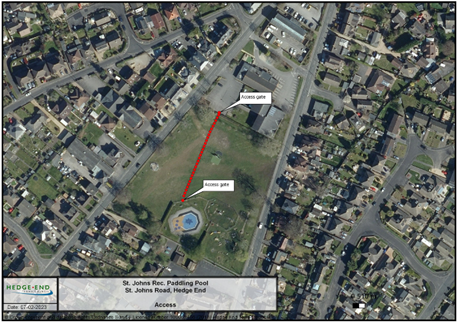 Access gate
Access gate
HEDGE-END
St. Johns Rec. Paddling Pool
St. Johns Road, Hedge End
Access
Date: 07-02-2023